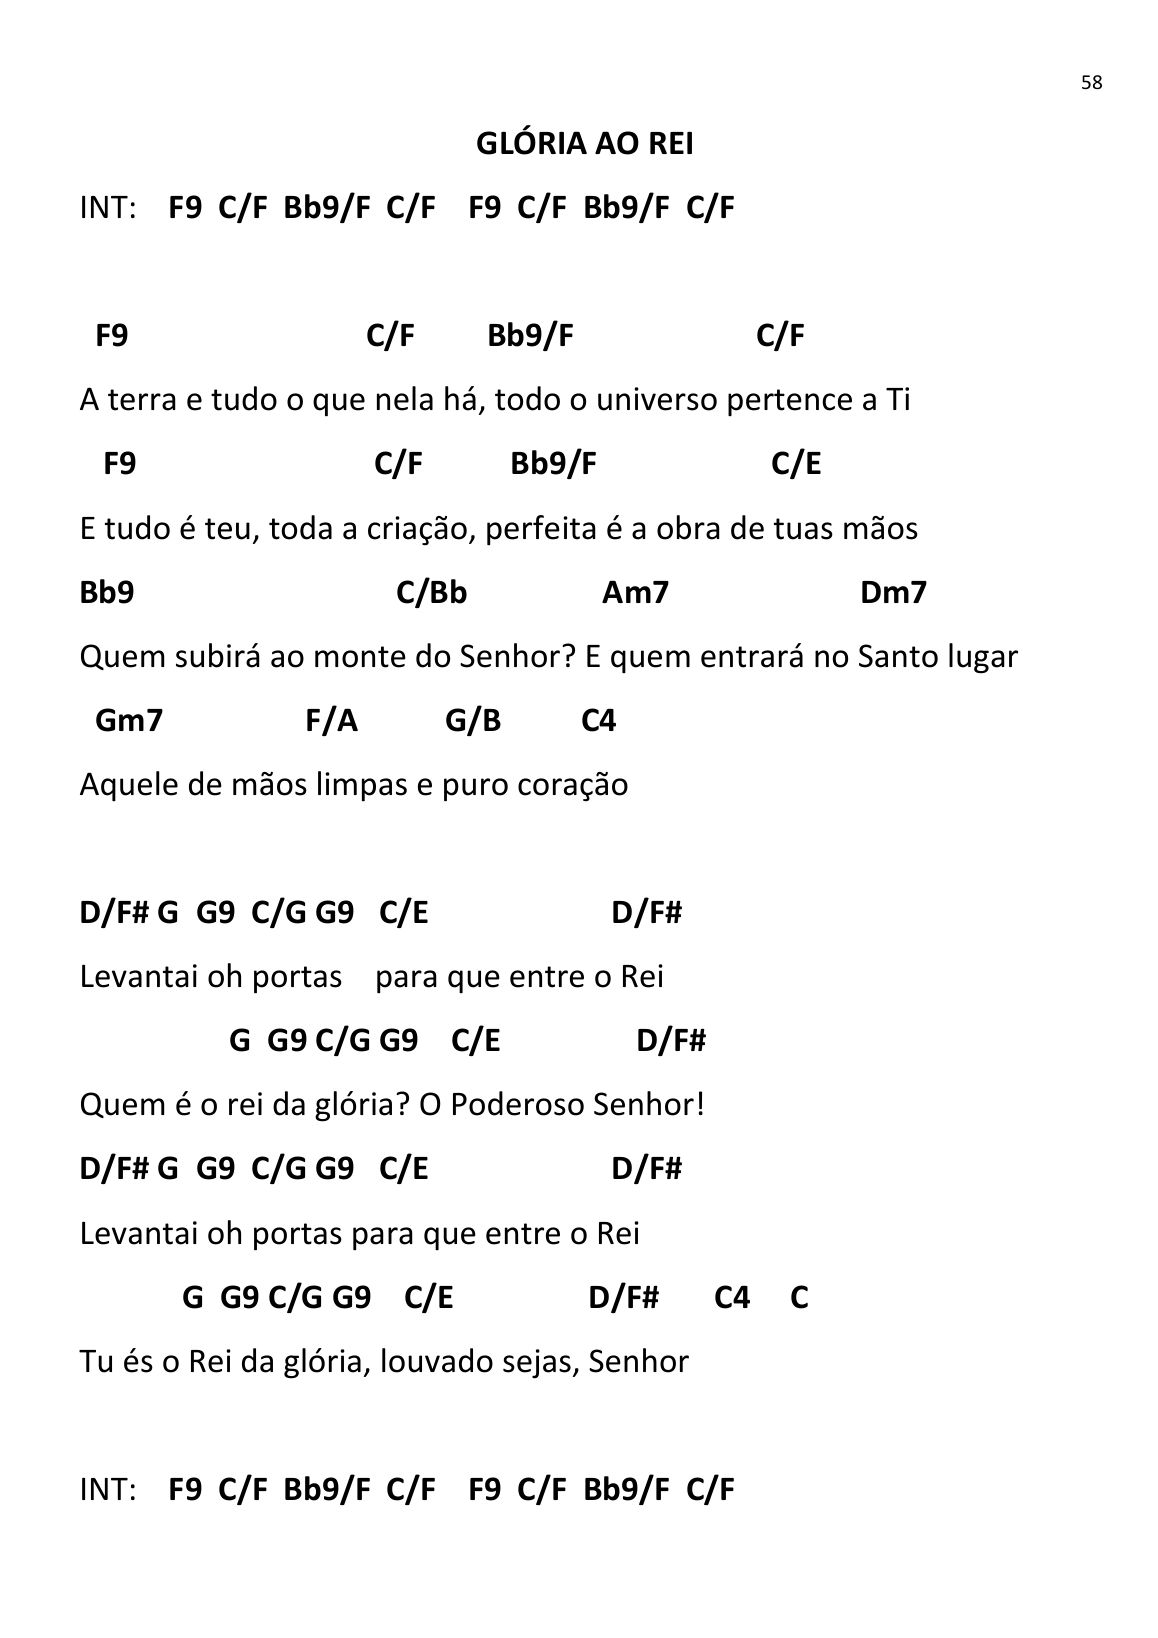 58
GLÓRIA AO REI
INT: F9 C/F Bb9/F C/F F9 C/F Bb9/F C/F
F9 C/F Bb9/F C/F
A terra e tudo o que nela há, todo o universo pertence a Ti
F9 C/F Bb9/F C/E
E tudo é teu, toda a criação, perfeita é a obra de tuas mãos
Bb9 C/Bb Am7 Dm7
Quem subirá ao monte do Senhor? E quem entrará no Santo lugar
Gm7 F/A G/B C4
Aquele de mãos limpas e puro coração
D/F# G G9 C/G G9 C/E D/F#
Levantai oh portas para que entre o Rei
G G9 C/G G9 C/E D/F#
Quem é o rei da glória? O Poderoso Senhor!
D/F# G G9 C/G G9 C/E D/F#
Levantai oh portas para que entre o Rei
G G9 C/G G9 C/E D/F# C4 C
Tu és o Rei da glória, louvado sejas, Senhor
INT: F9 C/F Bb9/F C/F F9 C/F Bb9/F C/F